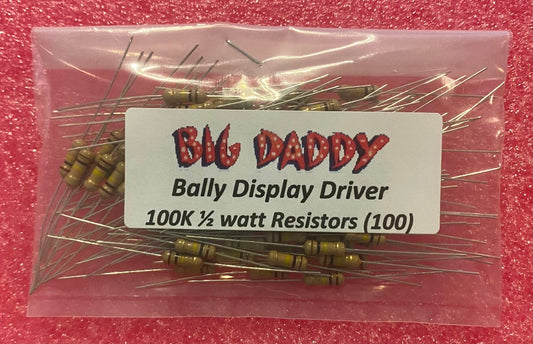 BIG DADDY
Bally Display Driver
100K ½ watt Resistors (100)